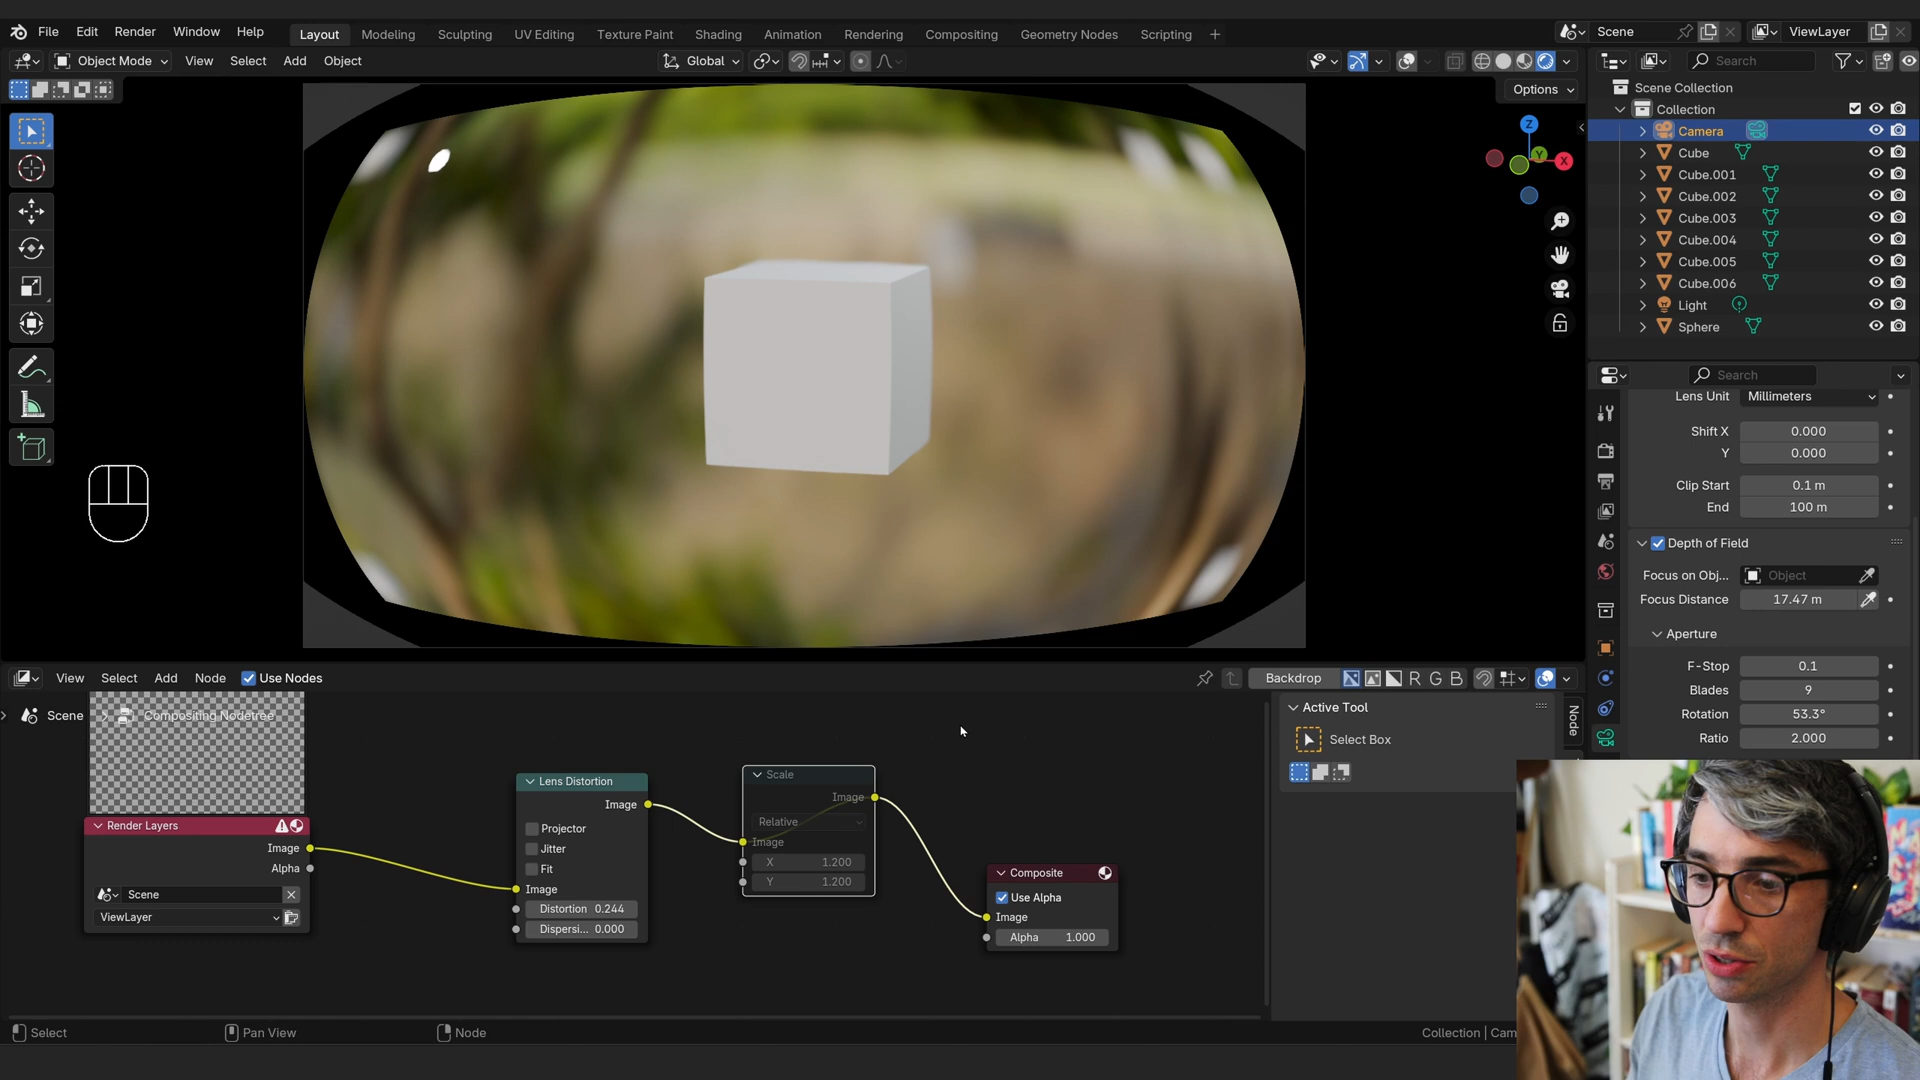 File Edit Render Window Help
Layout Modeling Sculpting UV Editing Texture Paint Shading Animation Rendering Compositing Geometry Nodes Scripting +
Scene
ViewLayer
Object Mode View Select Add Object
Global
Options
Z
Y
X
Search
Scene Collection
Collection
Camera
Cube
Cube.001
Cube.002
Cube.003
Cube.004
Cube.005
Cube.006
Light
Sphere
Search
Lens Unit Millimeters
Shift X 0.000
Y 0.000
Clip Start 0.1 m
End 100 m
Depth of Field
Focus on Obj... Object
Focus Distance 17.47 m
Aperture
F-Stop 0.1
Blades 9
Rotation 53.3°
Ratio 2.000
View Select Add Node Use Nodes
Backdrop
R G B
Scene Compositing Nodetree
Render Layers
Image
Alpha
Scene
ViewLayer
Lens Distortion
Image
Projector
Jitter
Fit
Image
Distortion 0.244
Dispersi... 0.000
Scale
Image
Relative
Image
X 1.200
Y 1.200
Composite
Use Alpha
Image
Alpha 1.000
Active Tool
Select Box
Node
Select
Pan View
Node
Collection | Cam